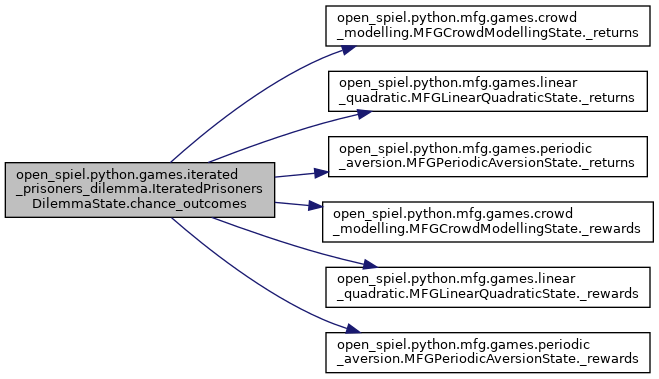 open_spiel.python.games.iterated
_prisoners_dilemma.IteratedPrisoners
DilemmaState.chance_outcomes
open_spiel.python.mfg.games.crowd
_modelling.MFGCrowdModellingState._returns
open_spiel.python.mfg.games.linear
_quadratic.MFGLinearQuadraticState._returns
open_spiel.python.mfg.games.periodic
_aversion.MFGPeriodicAversionState._returns
open_spiel.python.mfg.games.crowd
_modelling.MFGCrowdModellingState._rewards
open_spiel.python.mfg.games.linear
_quadratic.MFGLinearQuadraticState._rewards
open_spiel.python.mfg.games.periodic
_aversion.MFGPeriodicAversionState._rewards